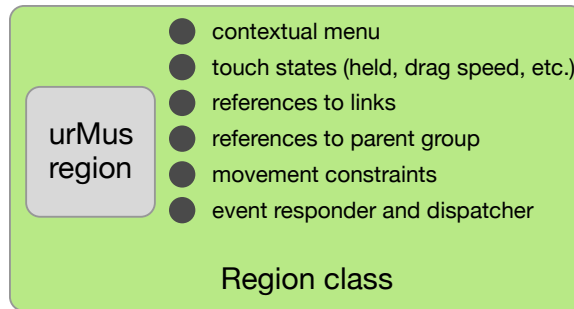 contextual menu
touch states (held, drag speed, etc.)
references to links
references to parent group
movement constraints
event responder and dispatcher
urMus
region
Region class